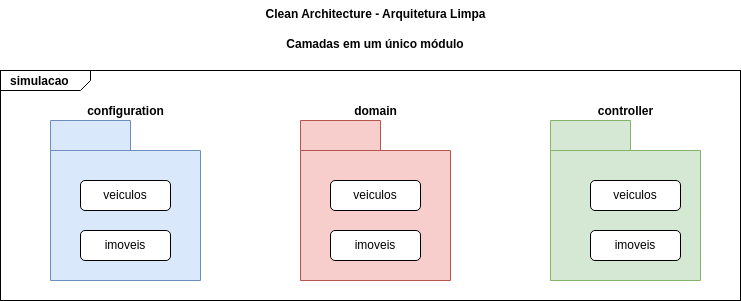 Clean Architecture - Arquitetura Limpa
Camadas em um único módulo
simulacao
configuration
domain
controller
veiculos
veiculos
veiculos
imoveis
imoveis
imoveis